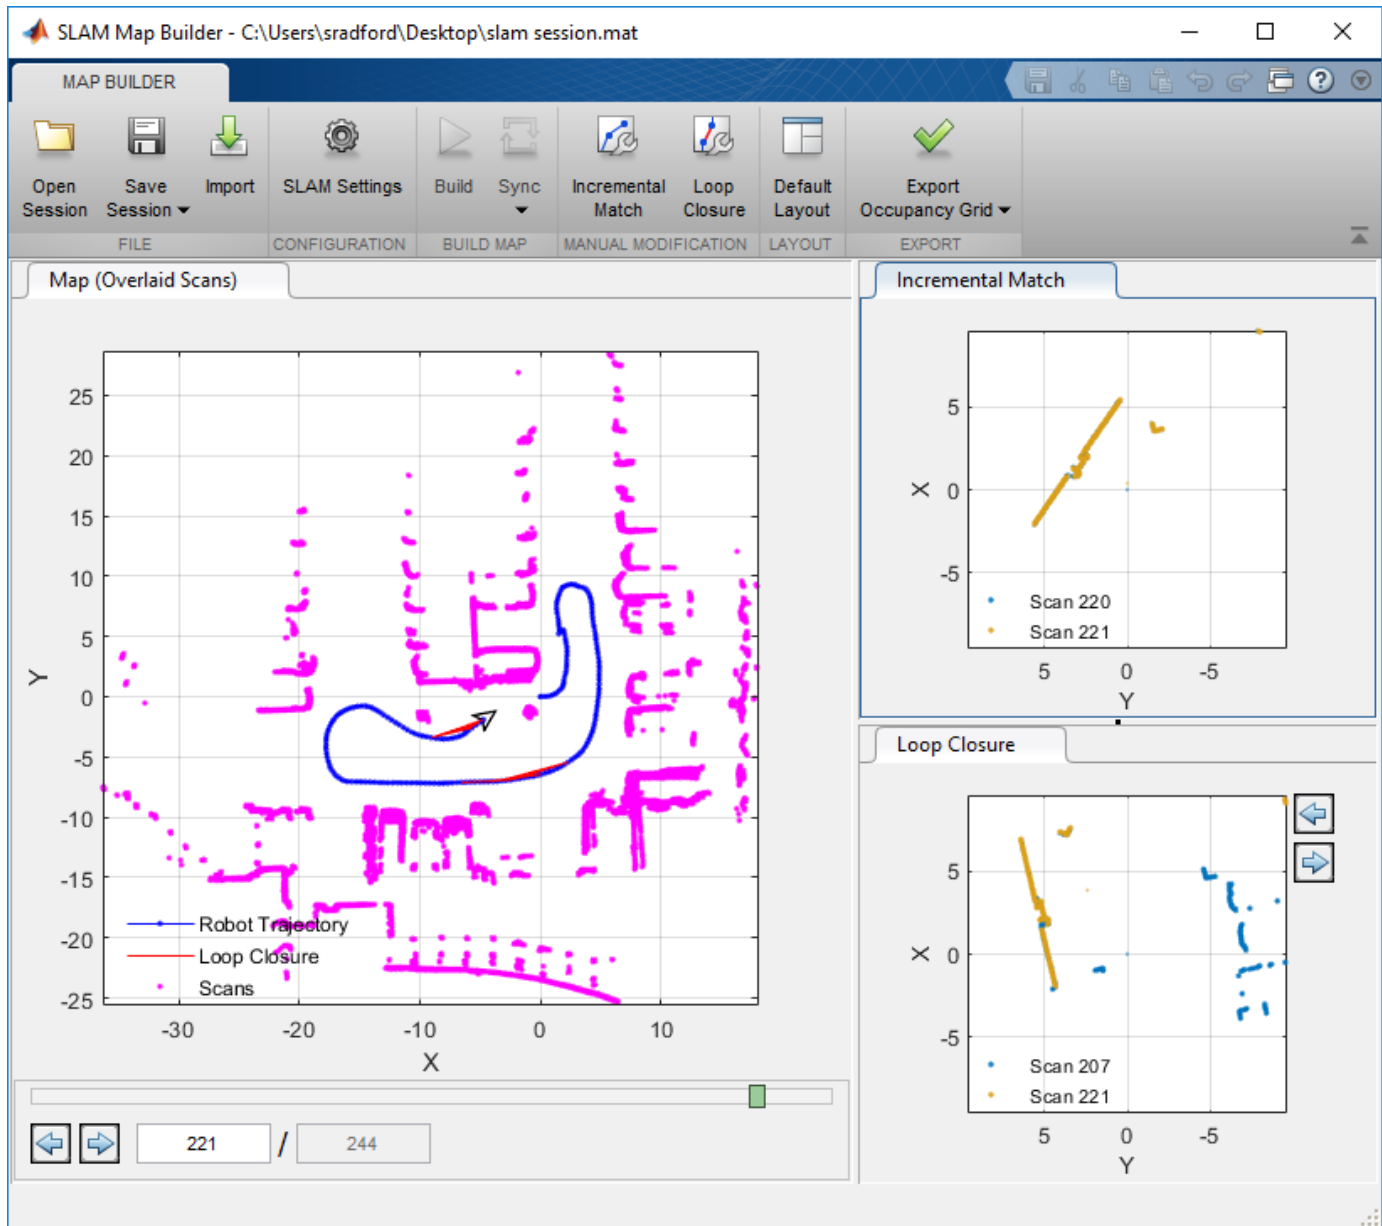 SLAM Map Builder - C:\Users\sradford\Desktop\slam session.mat
MAP BUILDER
Open Session
Save Session
Import
SLAM Settings
Build
Sync
Incremental Match
Loop Closure
Default Layout
Export Occupancy Grid
FILE
CONFIGURATION
BUILD MAP
MANUAL MODIFICATION
LAYOUT
EXPORT
Map (Overlaid Scans)
25
20
15
10
5
0
-5
-10
-15
-20
-25
Y
-30
-20
-10
0
10
X
Robot Trajectory
Loop Closure
Scans
221 / 244
Incremental Match
5
0
-5
X
Scan 220
Scan 221
5
0
-5
Y
Loop Closure
5
0
-5
X
Scan 207
Scan 221
5
0
-5
Y